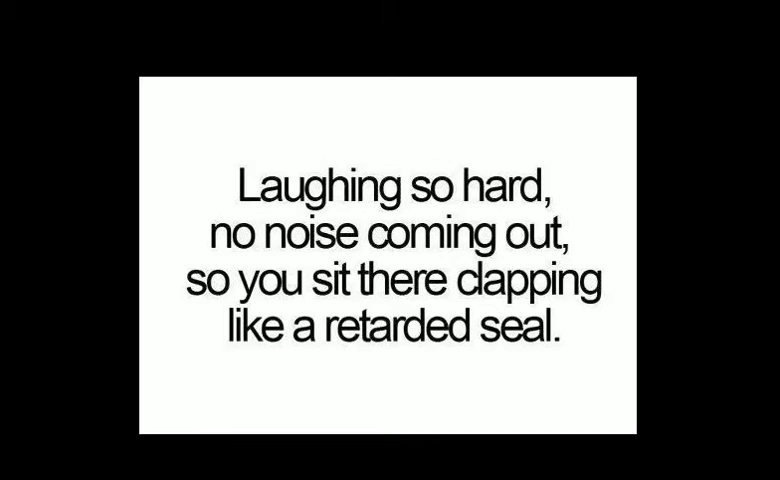 Laughing so hard,
no noise coming out,
so you sit there clapping
like a retarded seal.